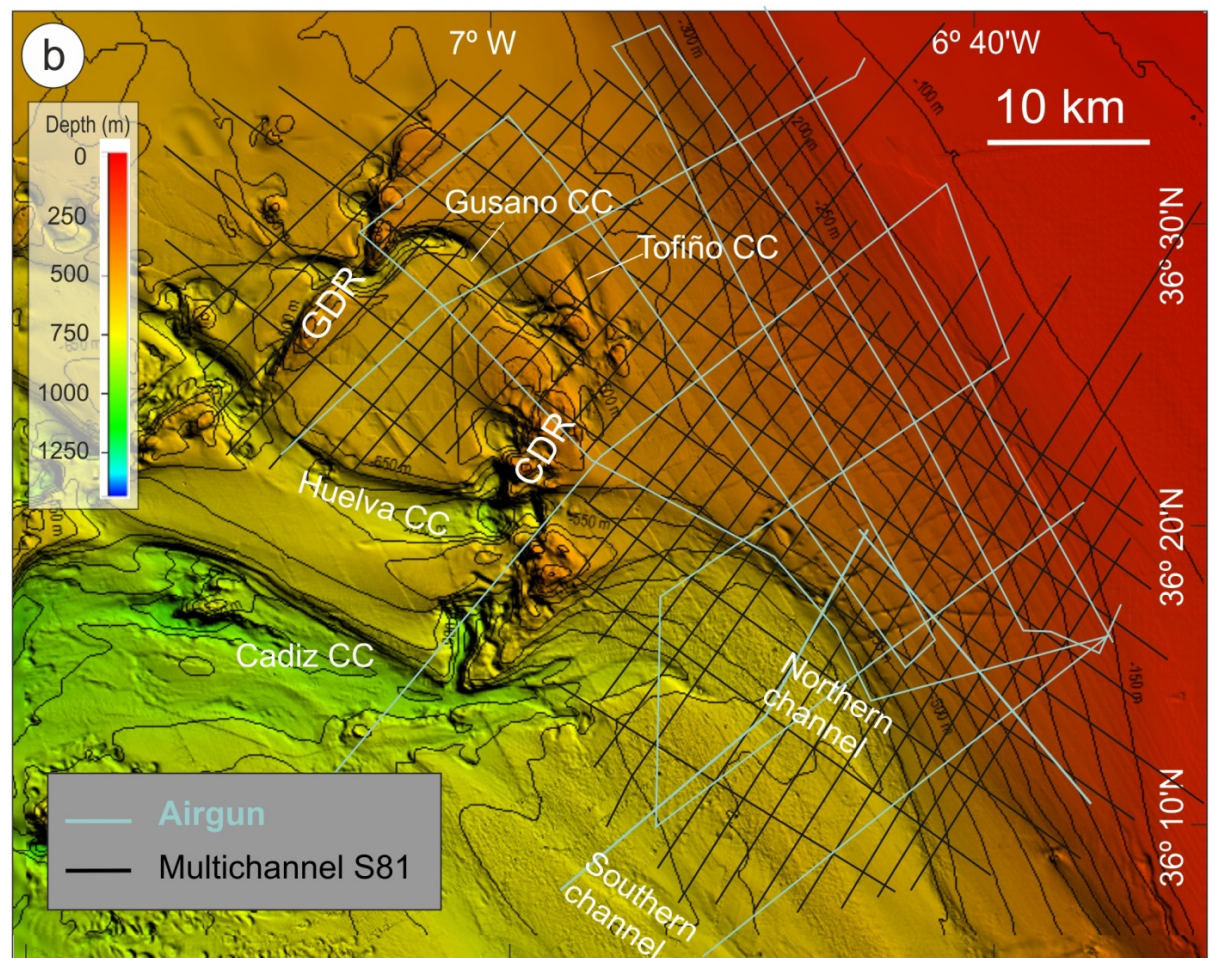 b
7º W
6º 40'W
10 km
Depth (m)
0
250
500
750
1000
1250
-300 m
-100 m
200m
-250 m
Gusano CC
Tofiño CC
36º 30'N
GDR
CDR
-650 m
Huelva CC
-550 m
36º 20'N
Cadiz CC
Northern
channel
-500 m
-150 m
36º 10'N
Airgun
Multichannel S81
Southern
channel